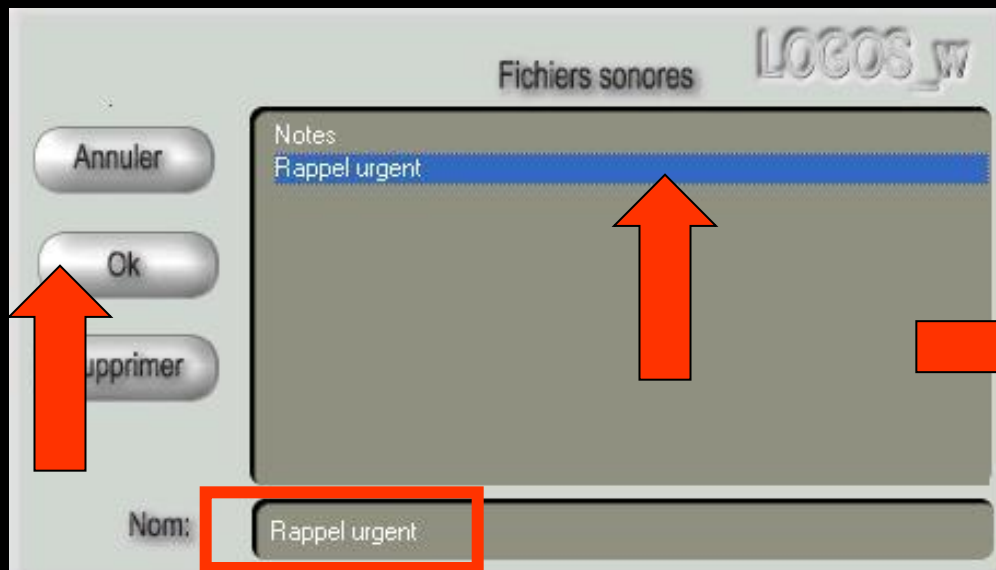 LOGOS_w
Fichiers sonores
Annuler
Notes
Rappel urgent
Ok
upprimer
Nom:
Rappel urgent